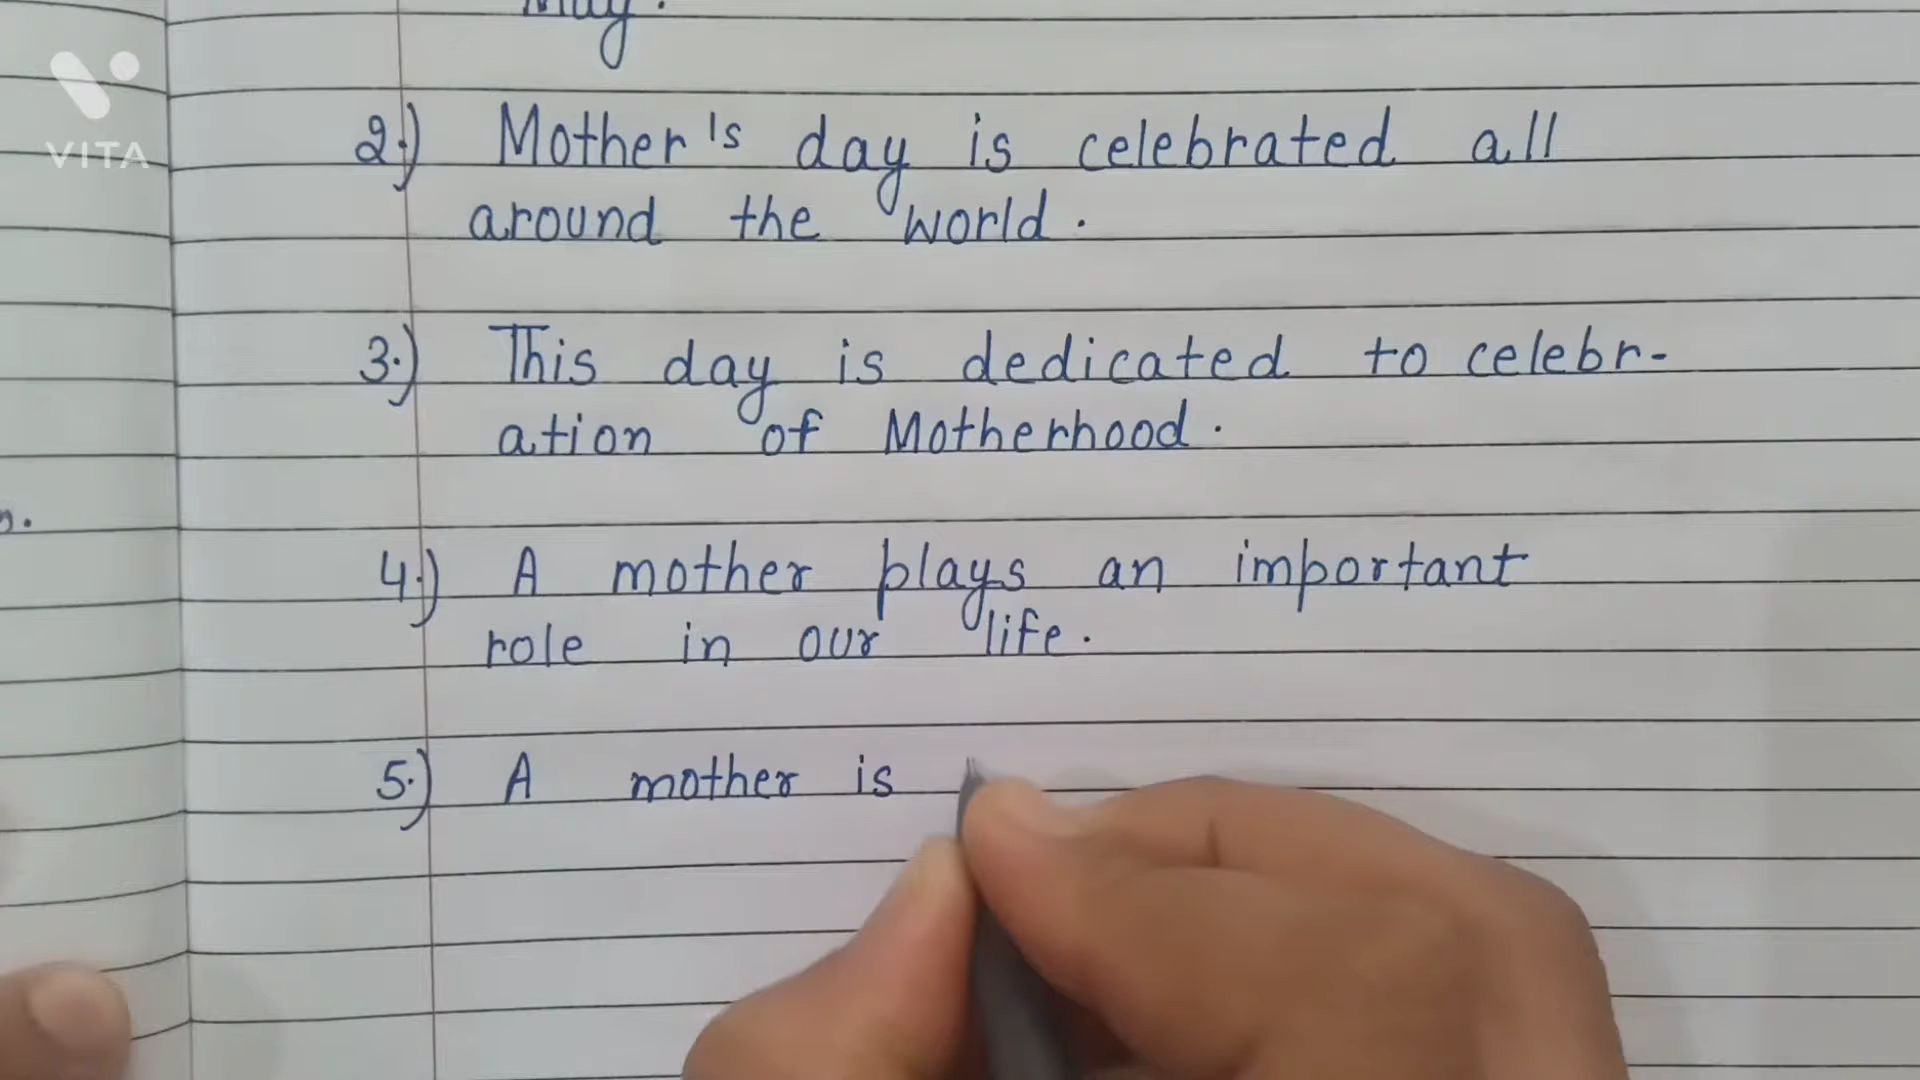 May.
VITA
2.) Mother's day is celebrated all
around the world.
3.) This day is dedicated to celebr-
ation of Motherhood.
4.) A mother plays an important
role in our life.
5.) A mother is